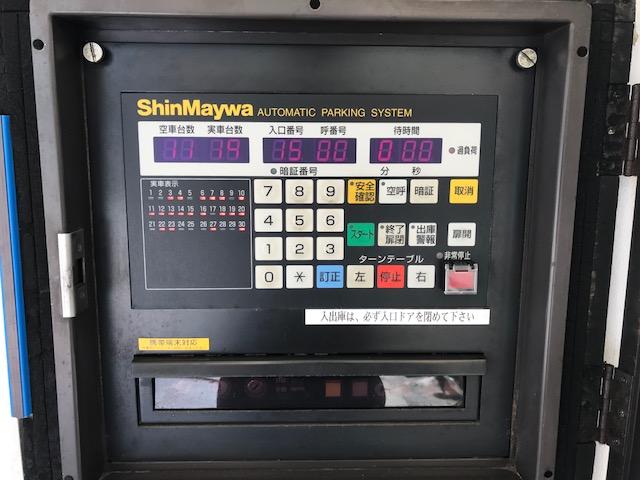 ShinMaywa AUTOMATIC PARKING SYSTEM
空車台数 実車台数 入口番号 呼番号 待時間
11 19 15 00 0 00 過負荷
暗証番号 分 秒
実車表示
1 2 3 4 5 6 7 8 9 10
11 12 13 14 15 16 17 18 19 20
21 22 23 24 25 26 27 28 29 30
7 8 9 安全確認 空呼 暗証 取消
4 5 6 スタート 終了扉閉 出庫警報 扉開
1 2 3 ターンテーブル 非常停止
0 * 訂正 左 停止 右
入出庫は、必ず入口ドアを閉めて下さい
携帯端末対応